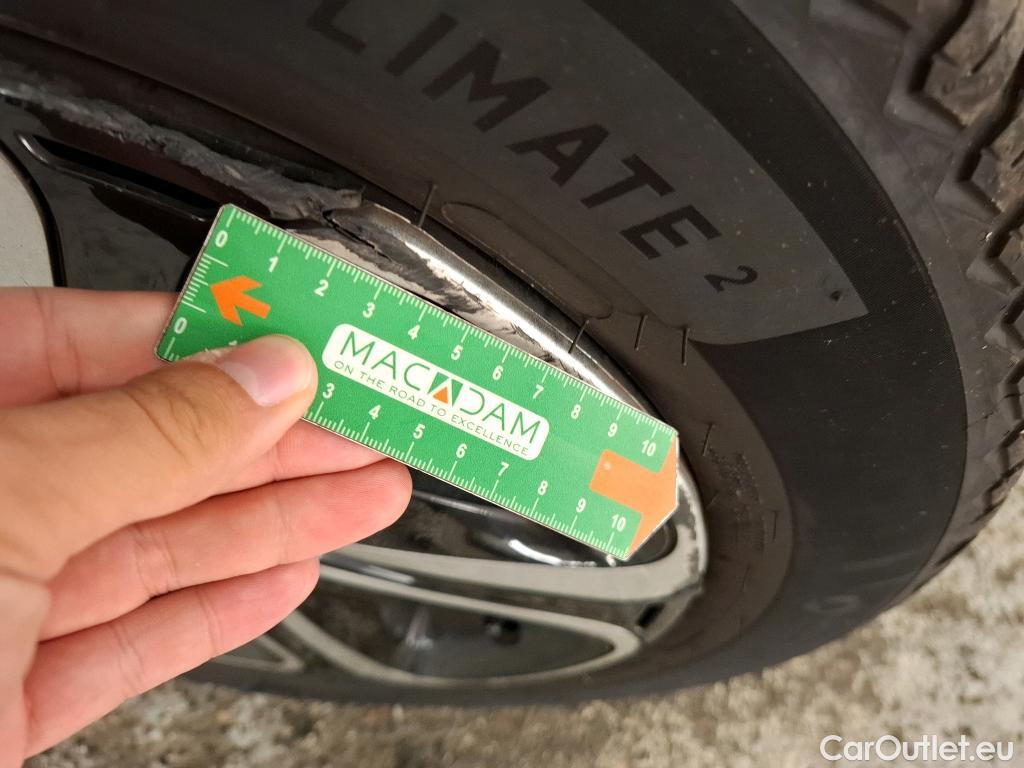 LIMATE 2
0 1 2 3 4 5 6 7 8 9 10
MACADAM
ON THE ROAD TO EXCELLENCE
0 1 3 4 5 6 7 8 9 10
CarOutlet.eu